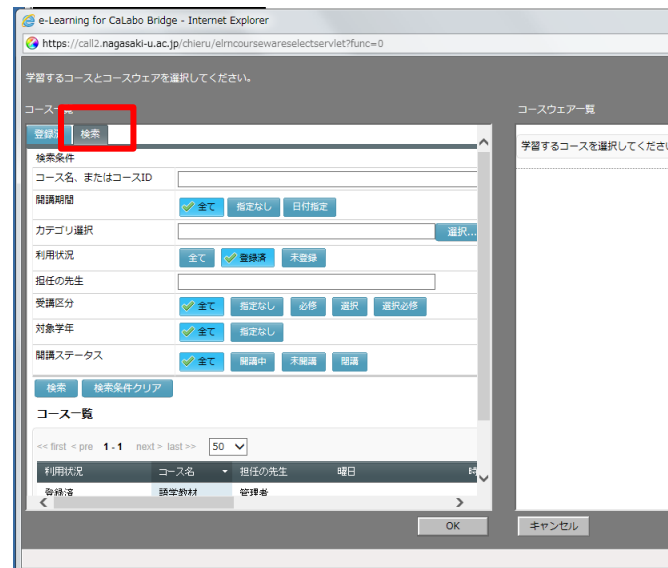 e-Learning for CaLabo Bridge - Internet Explorer
https://call2.nagasaki-u.ac.jp/chieru/elrncoursewareselectservlet?func=0
学習するコースとコースウェアを選択してください。
コース一覧
コースウェアー覧
登録済 検索
学習するコースを選択してください
検索条件
コース名、またはコースID
開講期間 全て 指定なし 日付指定
カテゴリ選択 選択...
利用状況 全て 登録済 未登録
担任の先生
受講区分 全て 指定なし 必修 選択 選択必修
対象学年 全て 指定なし
開講ステータス 全て 開講中 未開講 閉講
検索 検索条件クリア
コース一覧
<< first < pre 1 - 1 next > last >> 50
利用状況 コース名 担任の先生 曜日 時
登録済 語学教材 管理者
OK キャンセル